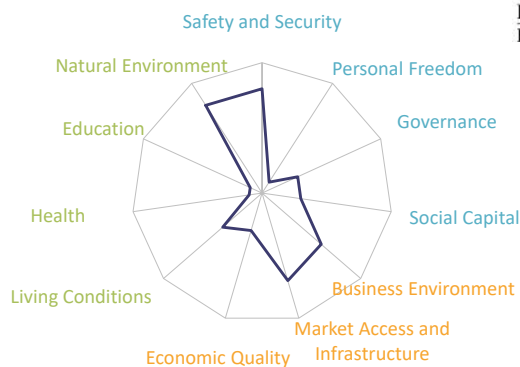 Safety and Security
Natural Environment
Personal Freedom
Education
Governance
Health
Social Capital
Living Conditions
Business Environment
Market Access and
Infrastructure
Economic Quality